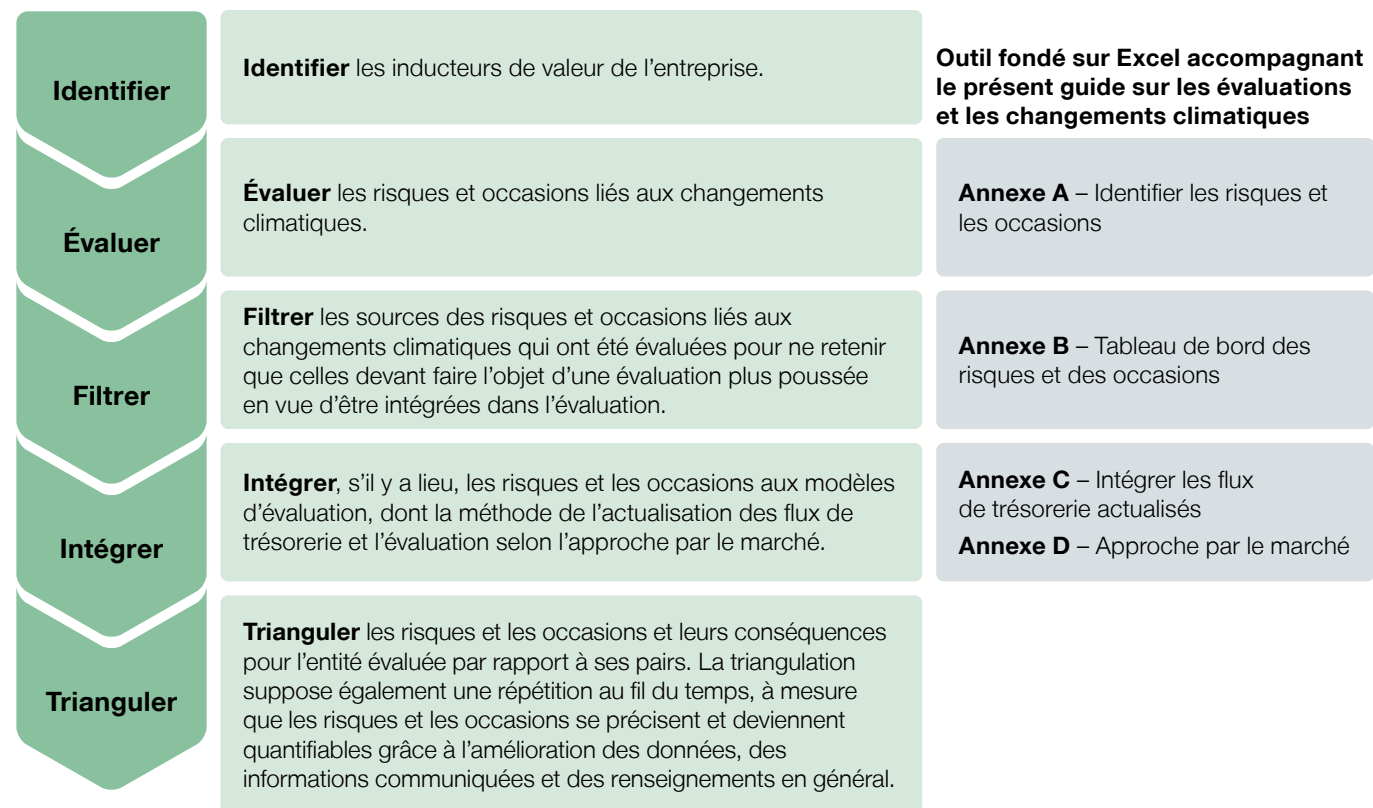 Identifier
Identifier les inducteurs de valeur de l’entreprise.
Outil fondé sur Excel accompagnant
le présent guide sur les évaluations
et les changements climatiques
Évaluer
Évaluer les risques et occasions liés aux changements
climatiques.
Annexe A – Identifier les risques et
les occasions
Filtrer
Filtrer les sources des risques et occasions liés aux
changements climatiques qui ont été évaluées pour ne retenir
que celles devant faire l’objet d’une évaluation plus poussée
en vue d’être intégrées dans l’évaluation.
Annexe B – Tableau de bord des
risques et des occasions
Intégrer
Intégrer, s’il y a lieu, les risques et les occasions aux modèles
d’évaluation, dont la méthode de l’actualisation des flux de
trésorerie et l’évaluation selon l’approche par le marché.
Annexe C – Intégrer les flux
de trésorerie actualisés
Annexe D – Approche par le marché
Trianguler
Trianguler les risques et les occasions et leurs conséquences
pour l’entité évaluée par rapport à ses pairs. La triangulation
suppose également une répétition au fil du temps, à mesure
que les risques et les occasions se précisent et deviennent
quantifiables grâce à l’amélioration des données, des
informations communiquées et des renseignements en général.